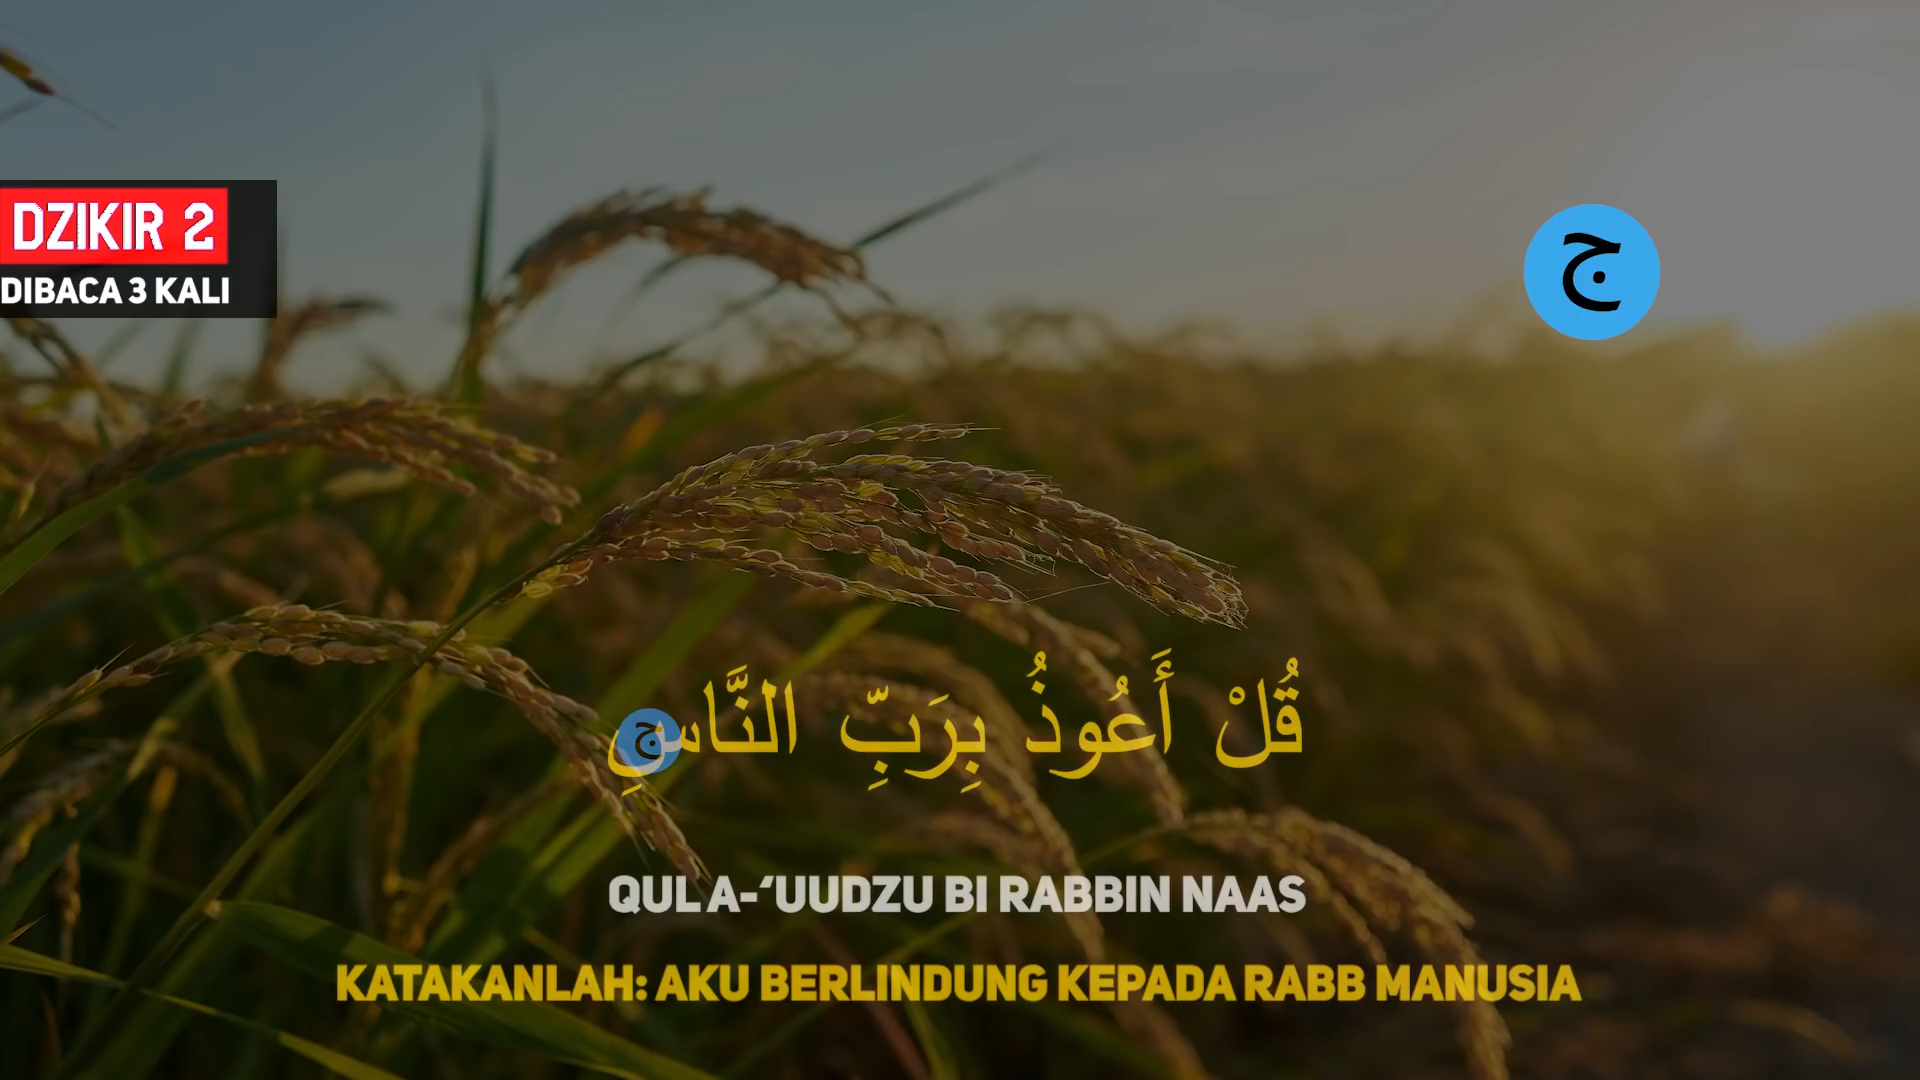 DZIKIR 2
DIBACA 3 KALI
ج
قُلْ أَعُوذُ بِرَبِّ النَّاسِ
ج
QUL A-‘UUDZU BI RABBIN NAAS
KATAKANLAH: AKU BERLINDUNG KEPADA RABB MANUSIA